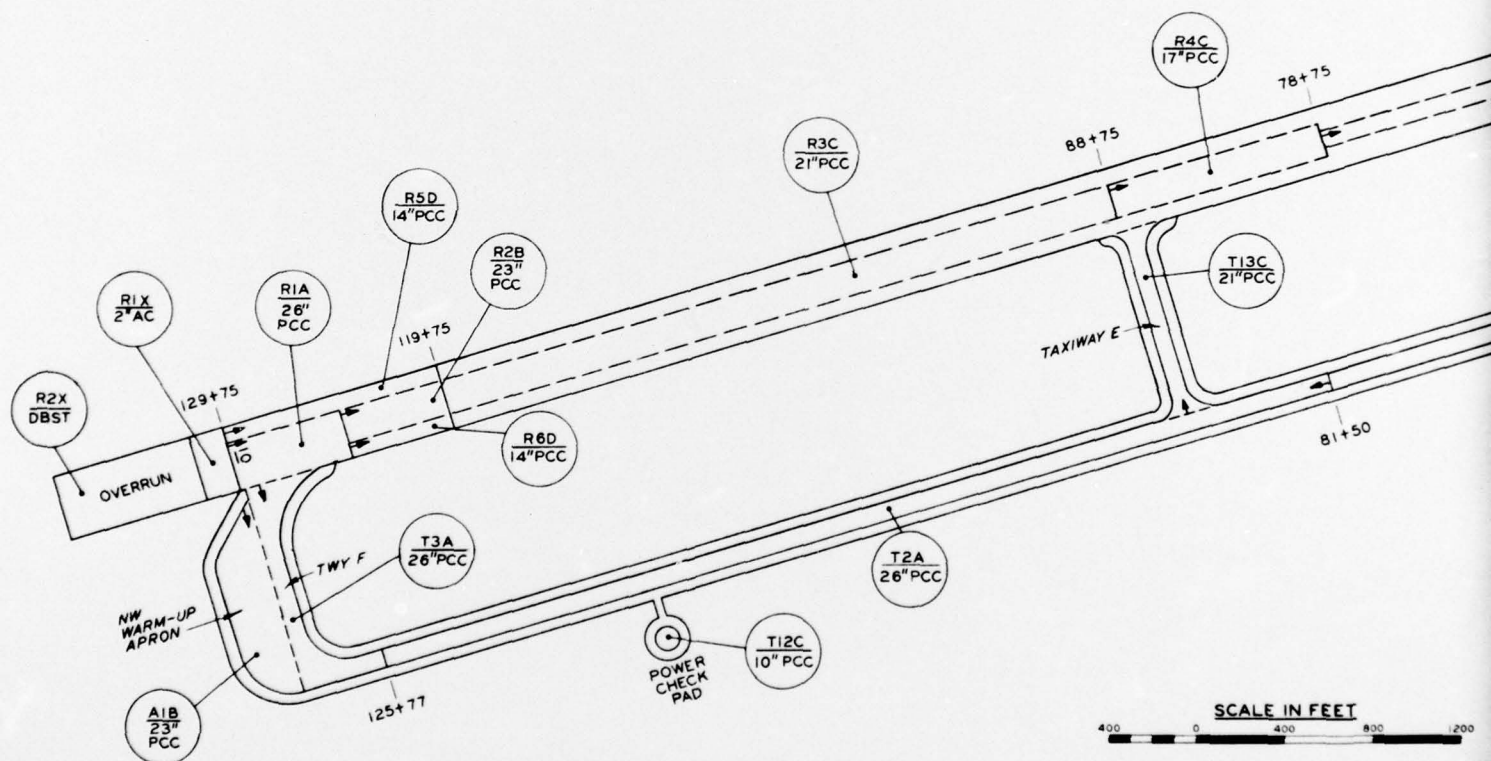 R4C
17"PCC
78+75
R3C
21"PCC
88+75
R5D
14"PCC
R2B
23"
PCC
T13C
21"PCC
R1X
2"AC
R1A
26"
PCC
119+75
TAXIWAY E
R2X
DBST
129+75
10
OVERRUN
R6D
14"PCC
81+50
T3A
26"PCC
TWY F
T2A
26"PCC
NW
WARM-UP
APRON
T12C
10"PCC
POWER
CHECK
PAD
125+77
A1B
23"
PCC
SCALE IN FEET
400 0 400 800 1200